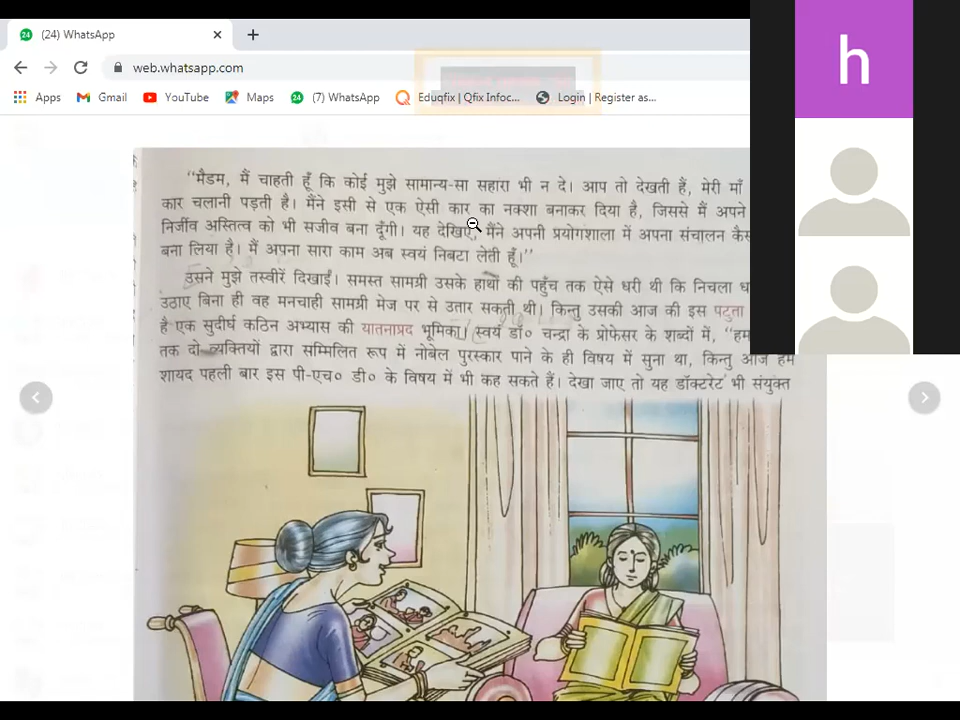 (24) WhatsApp
web.whatsapp.com
Apps Gmail YouTube Maps (7) WhatsApp Eduqfix | Qfix Infoc... Login | Register as...
h
“मैडम, मैं चाहती हूँ कि कोई मुझे सामान्य-सा सहारा भी न दे। आप तो देखती हैं, मेरी माँ
कार चलानी पड़ती है। मैंने इसी से एक ऐसी कार का नक्शा बनाकर दिया है, जिससे मैं अपने
निर्जीव अस्तित्व को भी सजीव बना दूँगी। यह देखिए, मैंने अपनी प्रयोगशाला में अपना संचालन
बना लिया है। मैं अपना सारा काम अब स्वयं निबटा लेती हूँ।”
उसने मुझे तस्वीरें दिखाईं। समस्त सामग्री उसके हाथों की पहुँच तक ऐसे धरी थी कि निचला
उठाए बिना ही वह मनचाही सामग्री मेज पर से उतार सकती थी। किन्तु उसकी आज की इस पटुता
है एक सुदीर्घ कठिन अभ्यास की यातनाप्रद भूमिका। स्वयं डॉ० चन्द्रा के प्रोफेसर के शब्दों में, “हम
तक दो व्यक्तियों द्वारा सम्मिलित रूप में नोबेल पुरस्कार पाने के ही विषय में सुना था, किन्तु आज हम
शायद पहली बार इस पी-एच० डी० के विषय में भी कह सकते हैं। देखा जाए तो यह डॉक्टरेट भी संयुक्त